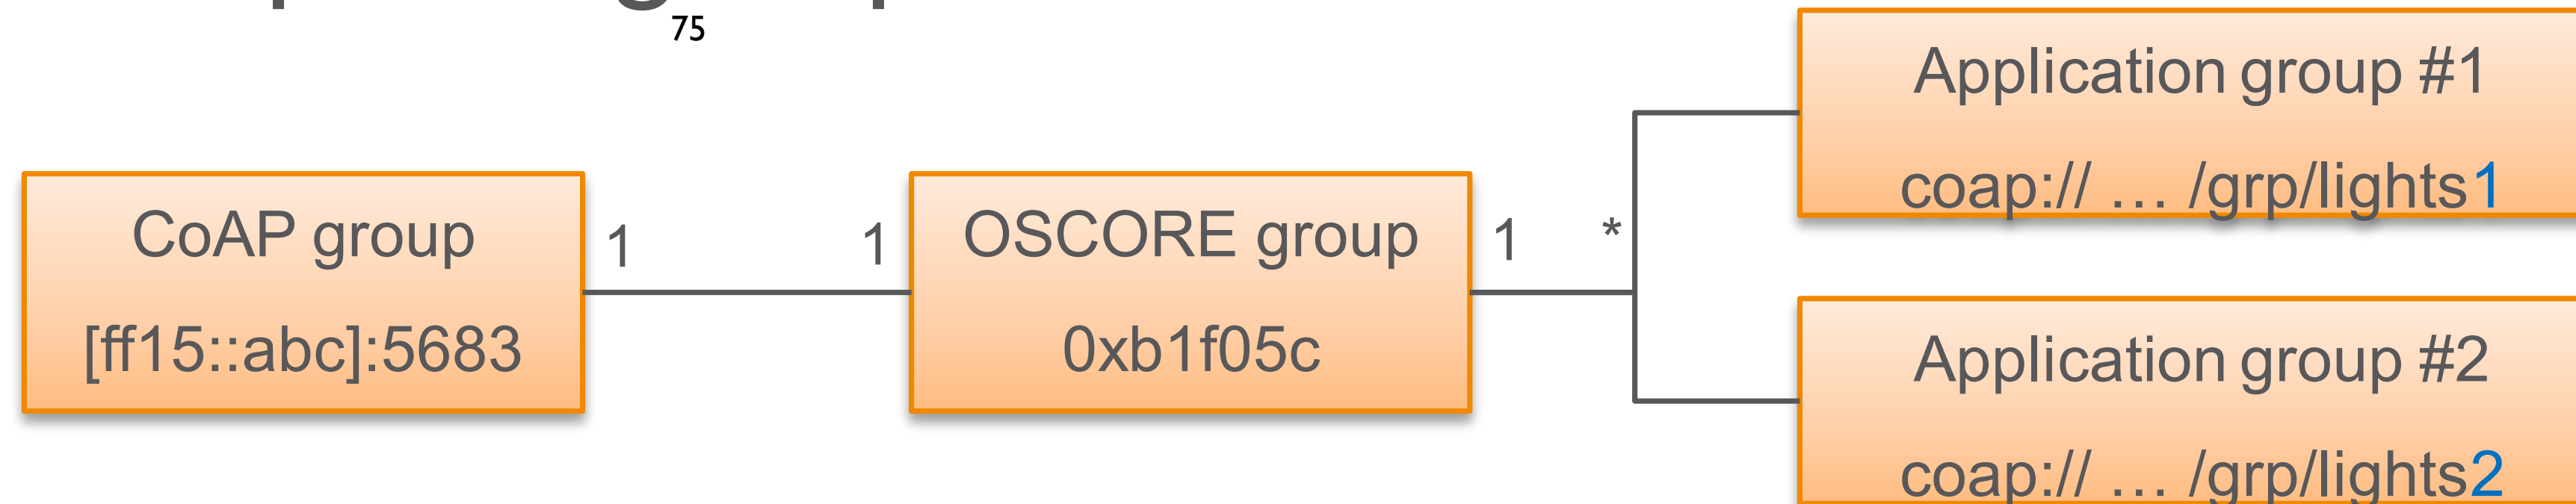 75
CoAP group
[ff15::abc]:5683
1
1
OSCORE group
0xb1f05c
1
*
Application group #1
coap:// … /grp/lights1
Application group #2
coap:// … /grp/lights2